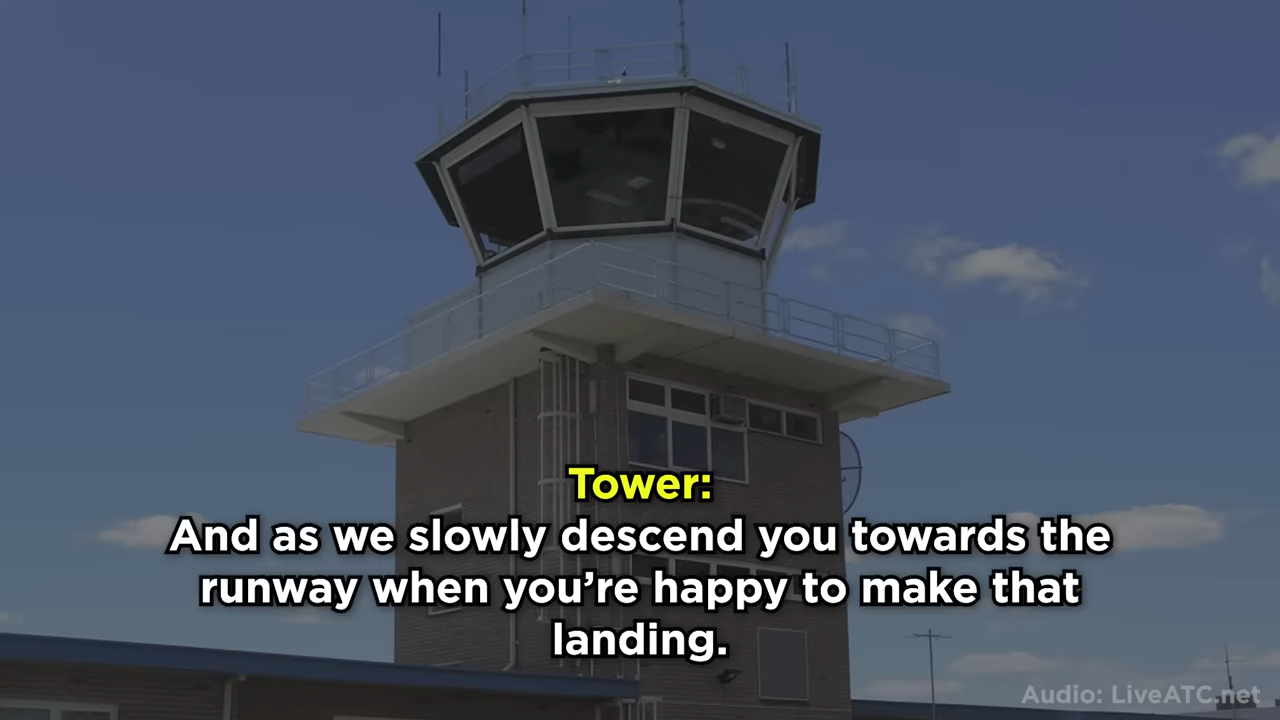 Tower:
And as we slowly descend you towards the
runway when you’re happy to make that
landing.
Audio: LiveATC.net